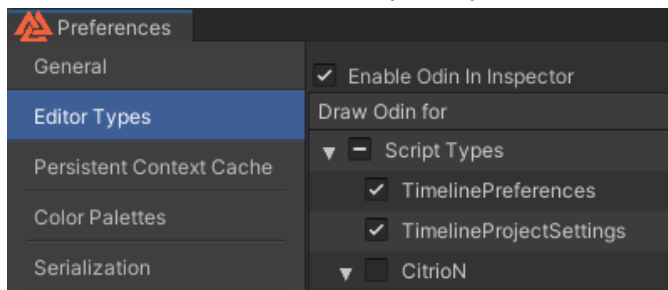 Preferences
General
Editor Types
Persistent Context Cache
Color Palettes
Serialization
Enable Odin In Inspector
Draw Odin for
Script Types
TimelinePreferences
TimelineProjectSettings
CitrioN